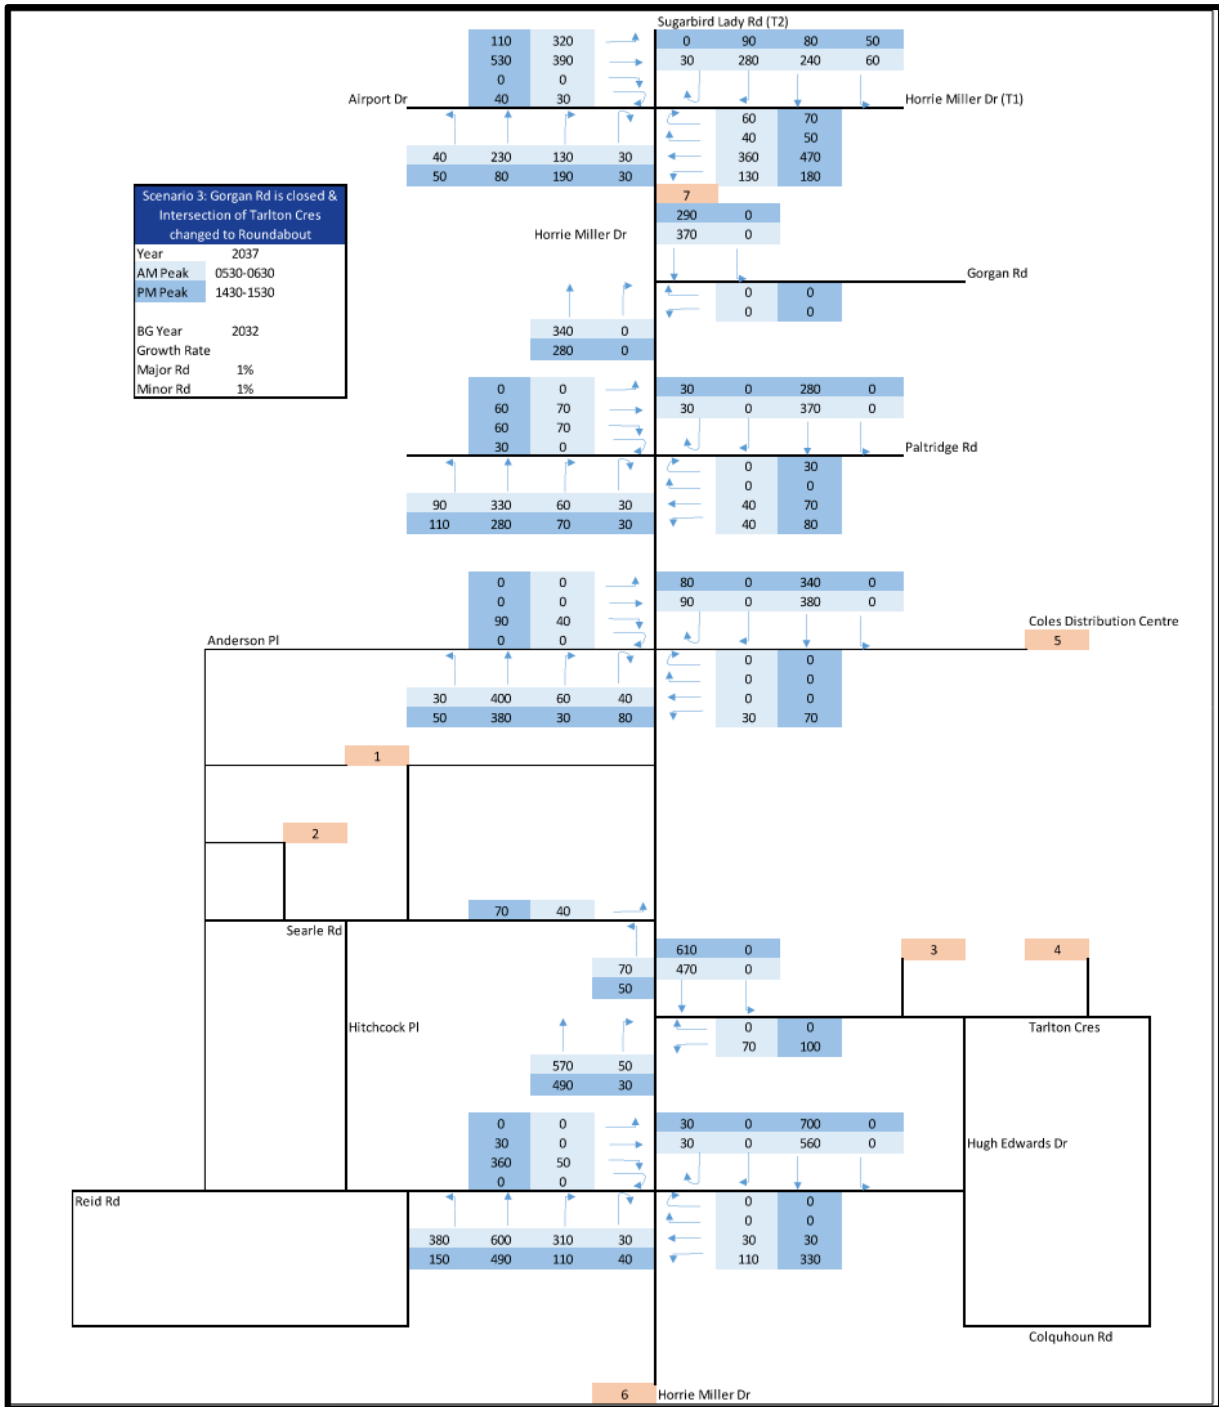 Sugarbird Lady Rd (T2)
110 320 0 90 80 50
530 390 30 280 240 60
0 0
Airport Dr 40 30 Horrie Miller Dr (T1)
60 70
40 50
40 230 130 30 360 470
50 80 190 30 130 180
Scenario 3: Gorgan Rd is closed &
Intersection of Tarlton Cres
changed to Roundabout
7
290 0
Horrie Miller Dr 370 0
Year 2037
AM Peak 0530-0630
Gorgan Rd
PM Peak 1430-1530 0 0
0 0
BG Year 2032 340 0
Growth Rate 280 0
Major Rd 1%
Minor Rd 1%
0 0 30 0 280 0
60 70 30 0 370 0
60 70
30 0 Paltridge Rd
0 30
0 0
90 330 60 30 40 70
110 280 70 30 40 80
0 0 80 0 340 0
0 0 90 0 380 0
90 40 Coles Distribution Centre
Anderson Pl 0 0 5
0 0
0 0
30 400 60 40 0 0
50 380 30 80 30 70
1
2
70 40
Searle Rd
610 0 3 4
70 470 0
50
Hitchcock Pl 0 0 Tarlton Cres
70 100
570 50
490 30
0 0 30 0 700 0
30 0 30 0 560 0 Hugh Edwards Dr
360 50
0 0
Reid Rd 0 0
0 0
380 600 310 30 30 30
150 490 110 40 110 330
Colquhoun Rd
6 Horrie Miller Dr